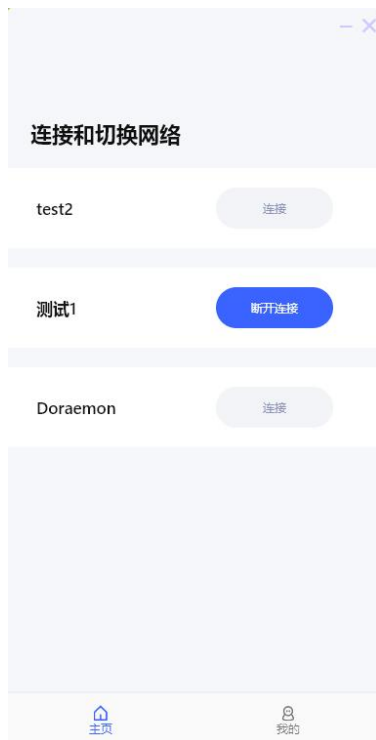 连接和切换网络
test2
连接
测试1
断开连接
Doraemon
连接
主页
我的